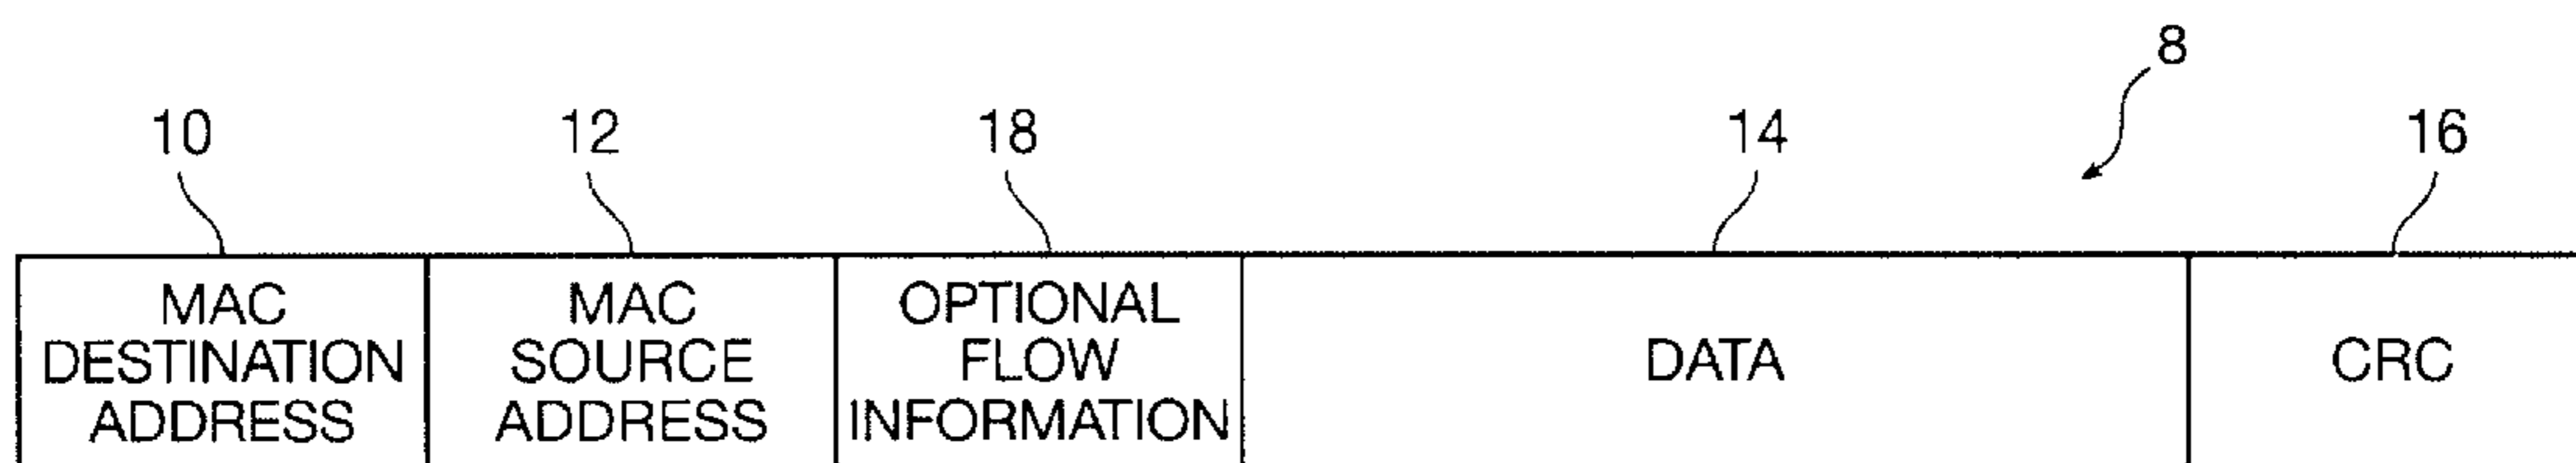 8
10 12 18 14 16
MAC
DESTINATION
ADDRESS
MAC
SOURCE
ADDRESS
OPTIONAL
FLOW
INFORMATION
DATA
CRC